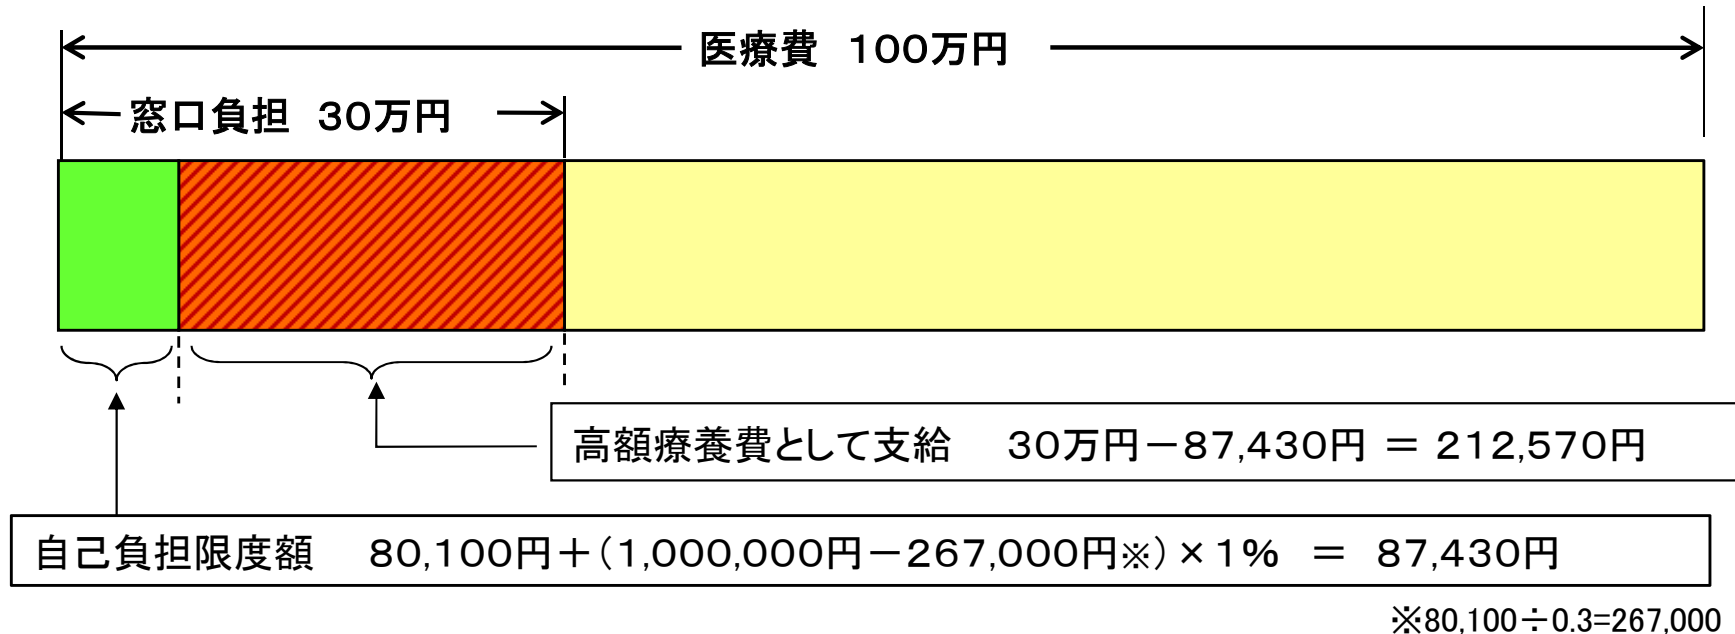 医療費　100万円
窓口負担　30万円
高額療養費として支給　30万円－87,430円 ＝ 212,570円
自己負担限度額　80,100円＋(1,000,000円－267,000円※)×1%　＝　87,430円
※80,100÷0.3=267,000